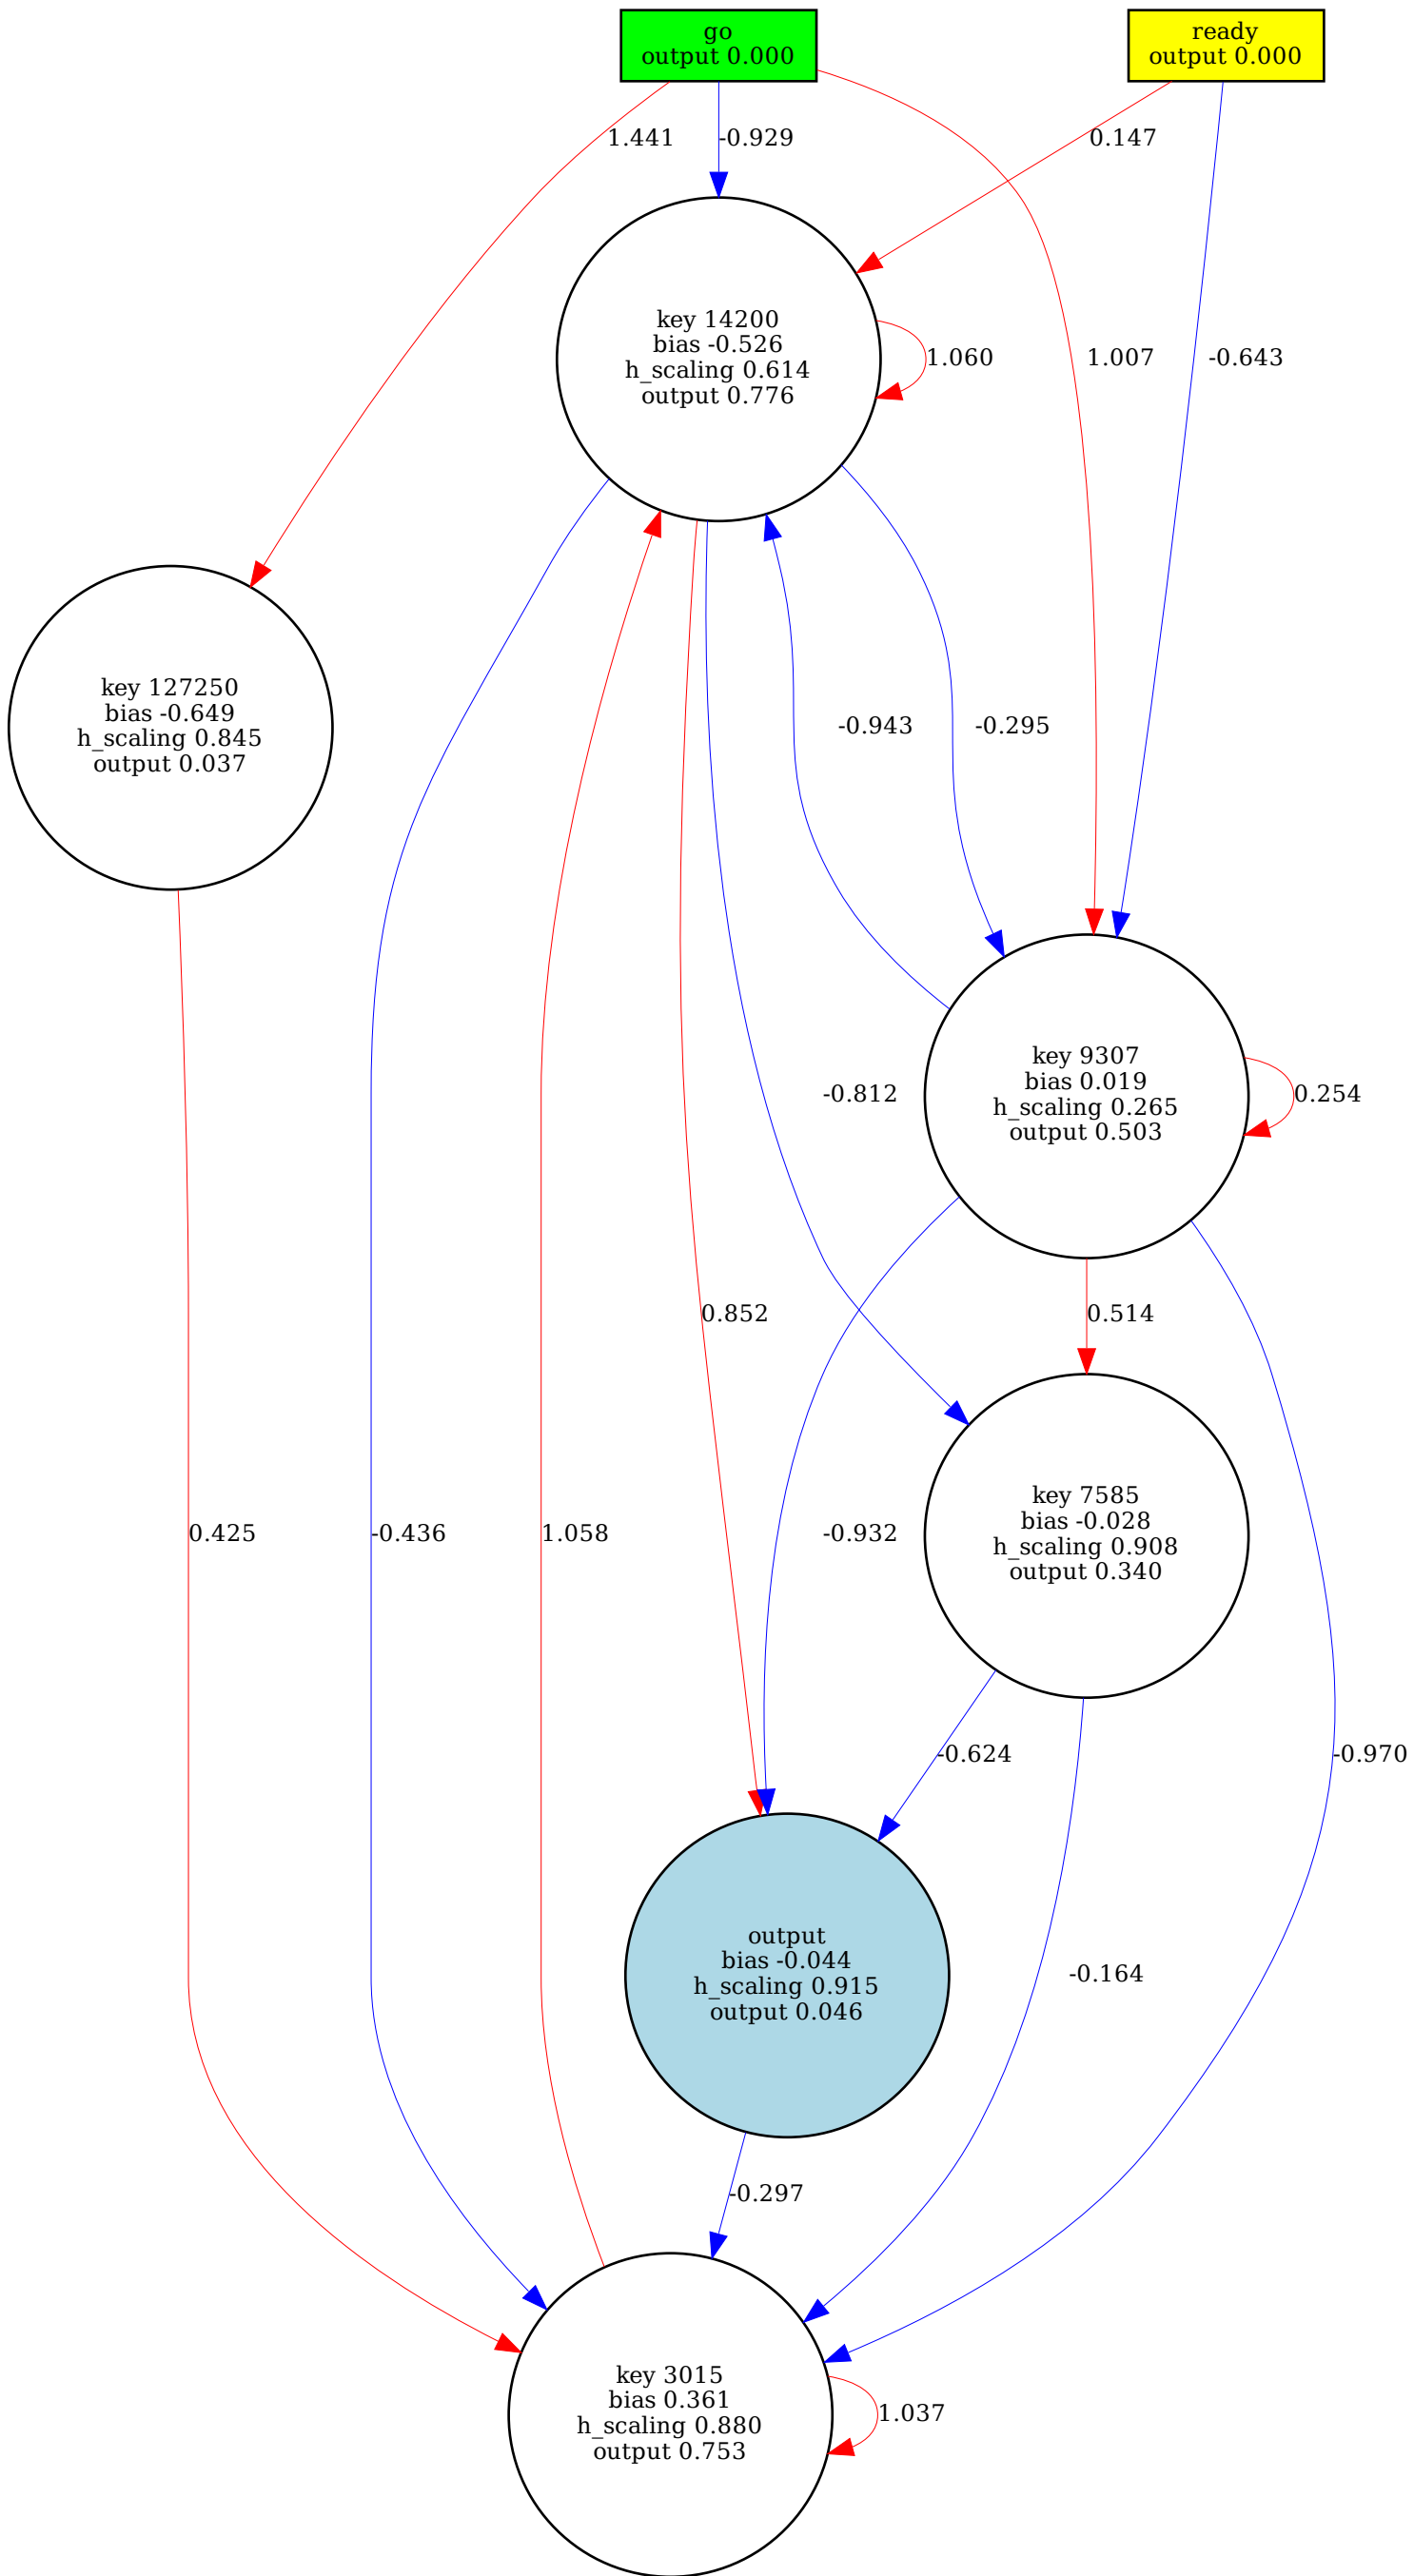 go
output 0.000
ready
output 0.000
1.441
-0.929
0.147
key 14200
bias -0.526
h_scaling 0.614
output 0.776
1.060
1.007
-0.643
key 127250
bias -0.649
h_scaling 0.845
output 0.037
-0.943
-0.295
-0.812
key 9307
bias 0.019
h_scaling 0.265
output 0.503
0.254
0.852
0.514
0.425
-0.436
1.058
-0.932
key 7585
bias -0.028
h_scaling 0.908
output 0.340
-0.624
-0.970
output
bias -0.044
h_scaling 0.915
output 0.046
-0.164
-0.297
key 3015
bias 0.361
h_scaling 0.880
output 0.753
1.037